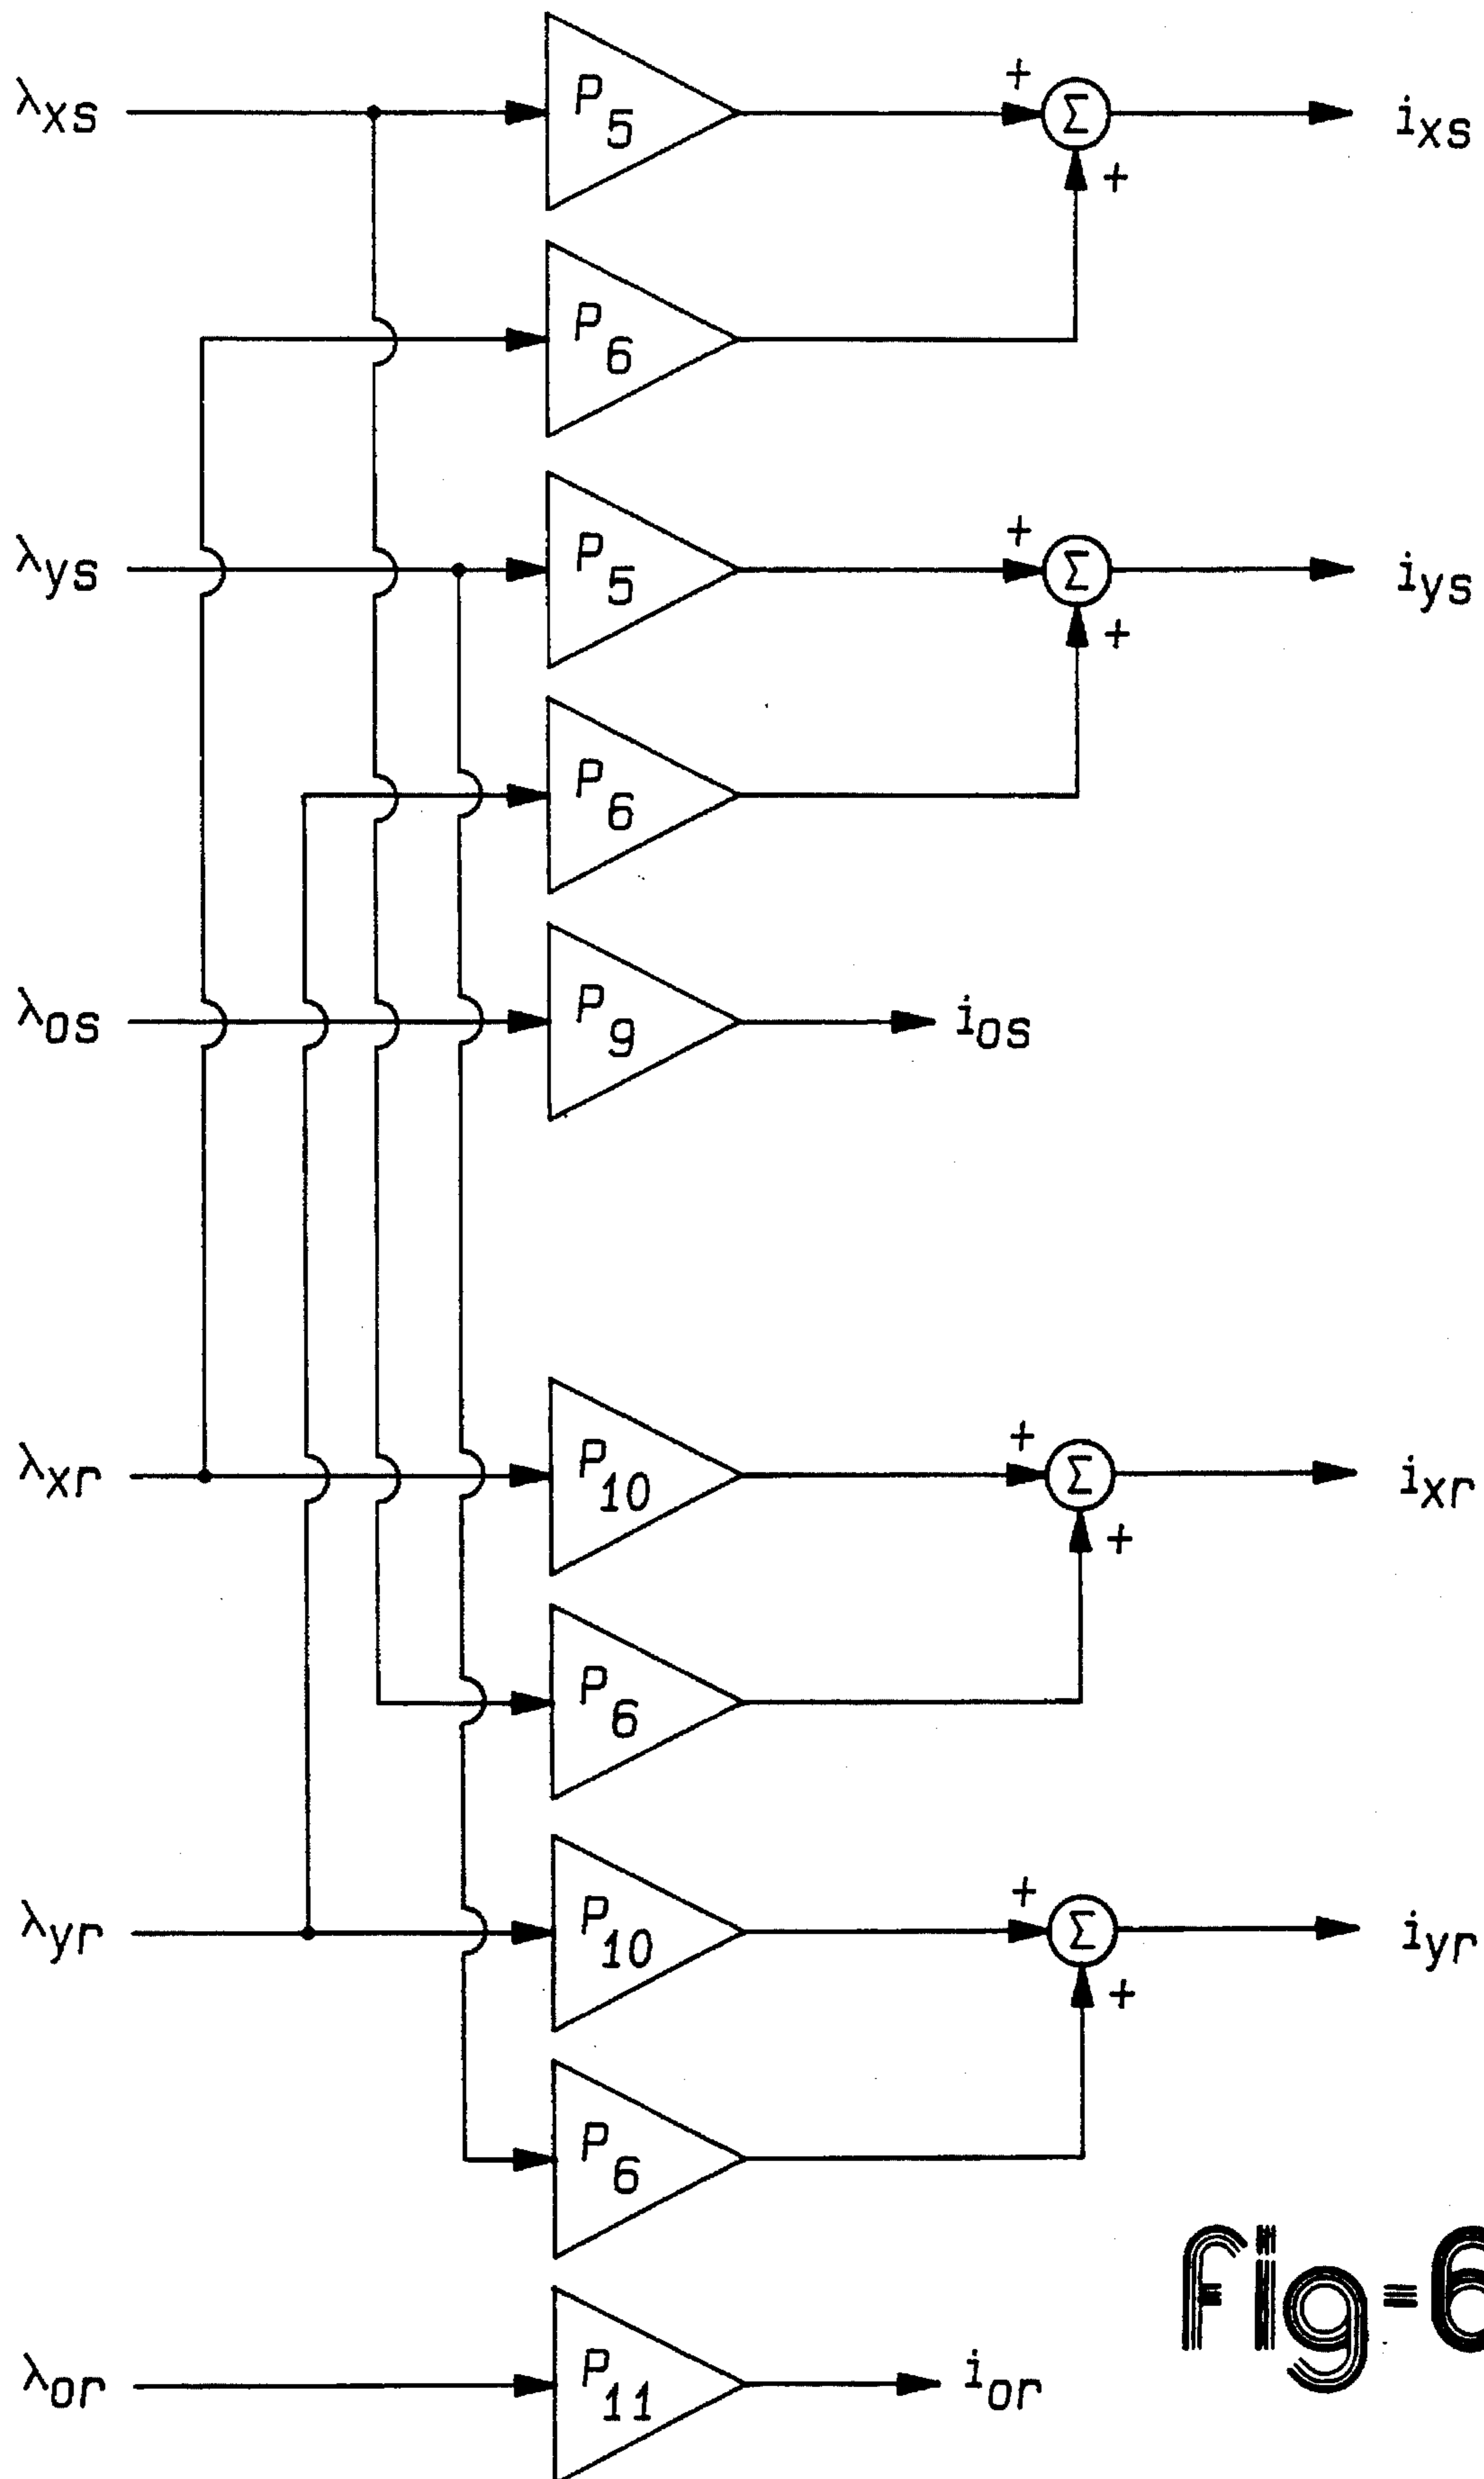 λxs P5 + Σ ixs
+
P6
λys P5 + Σ iys
+
P6
λos P9 ios
λxr P10 + Σ ixr
+
P6
λyr P10 + Σ iyr
+
P6
Fig-6
λor P11 ior